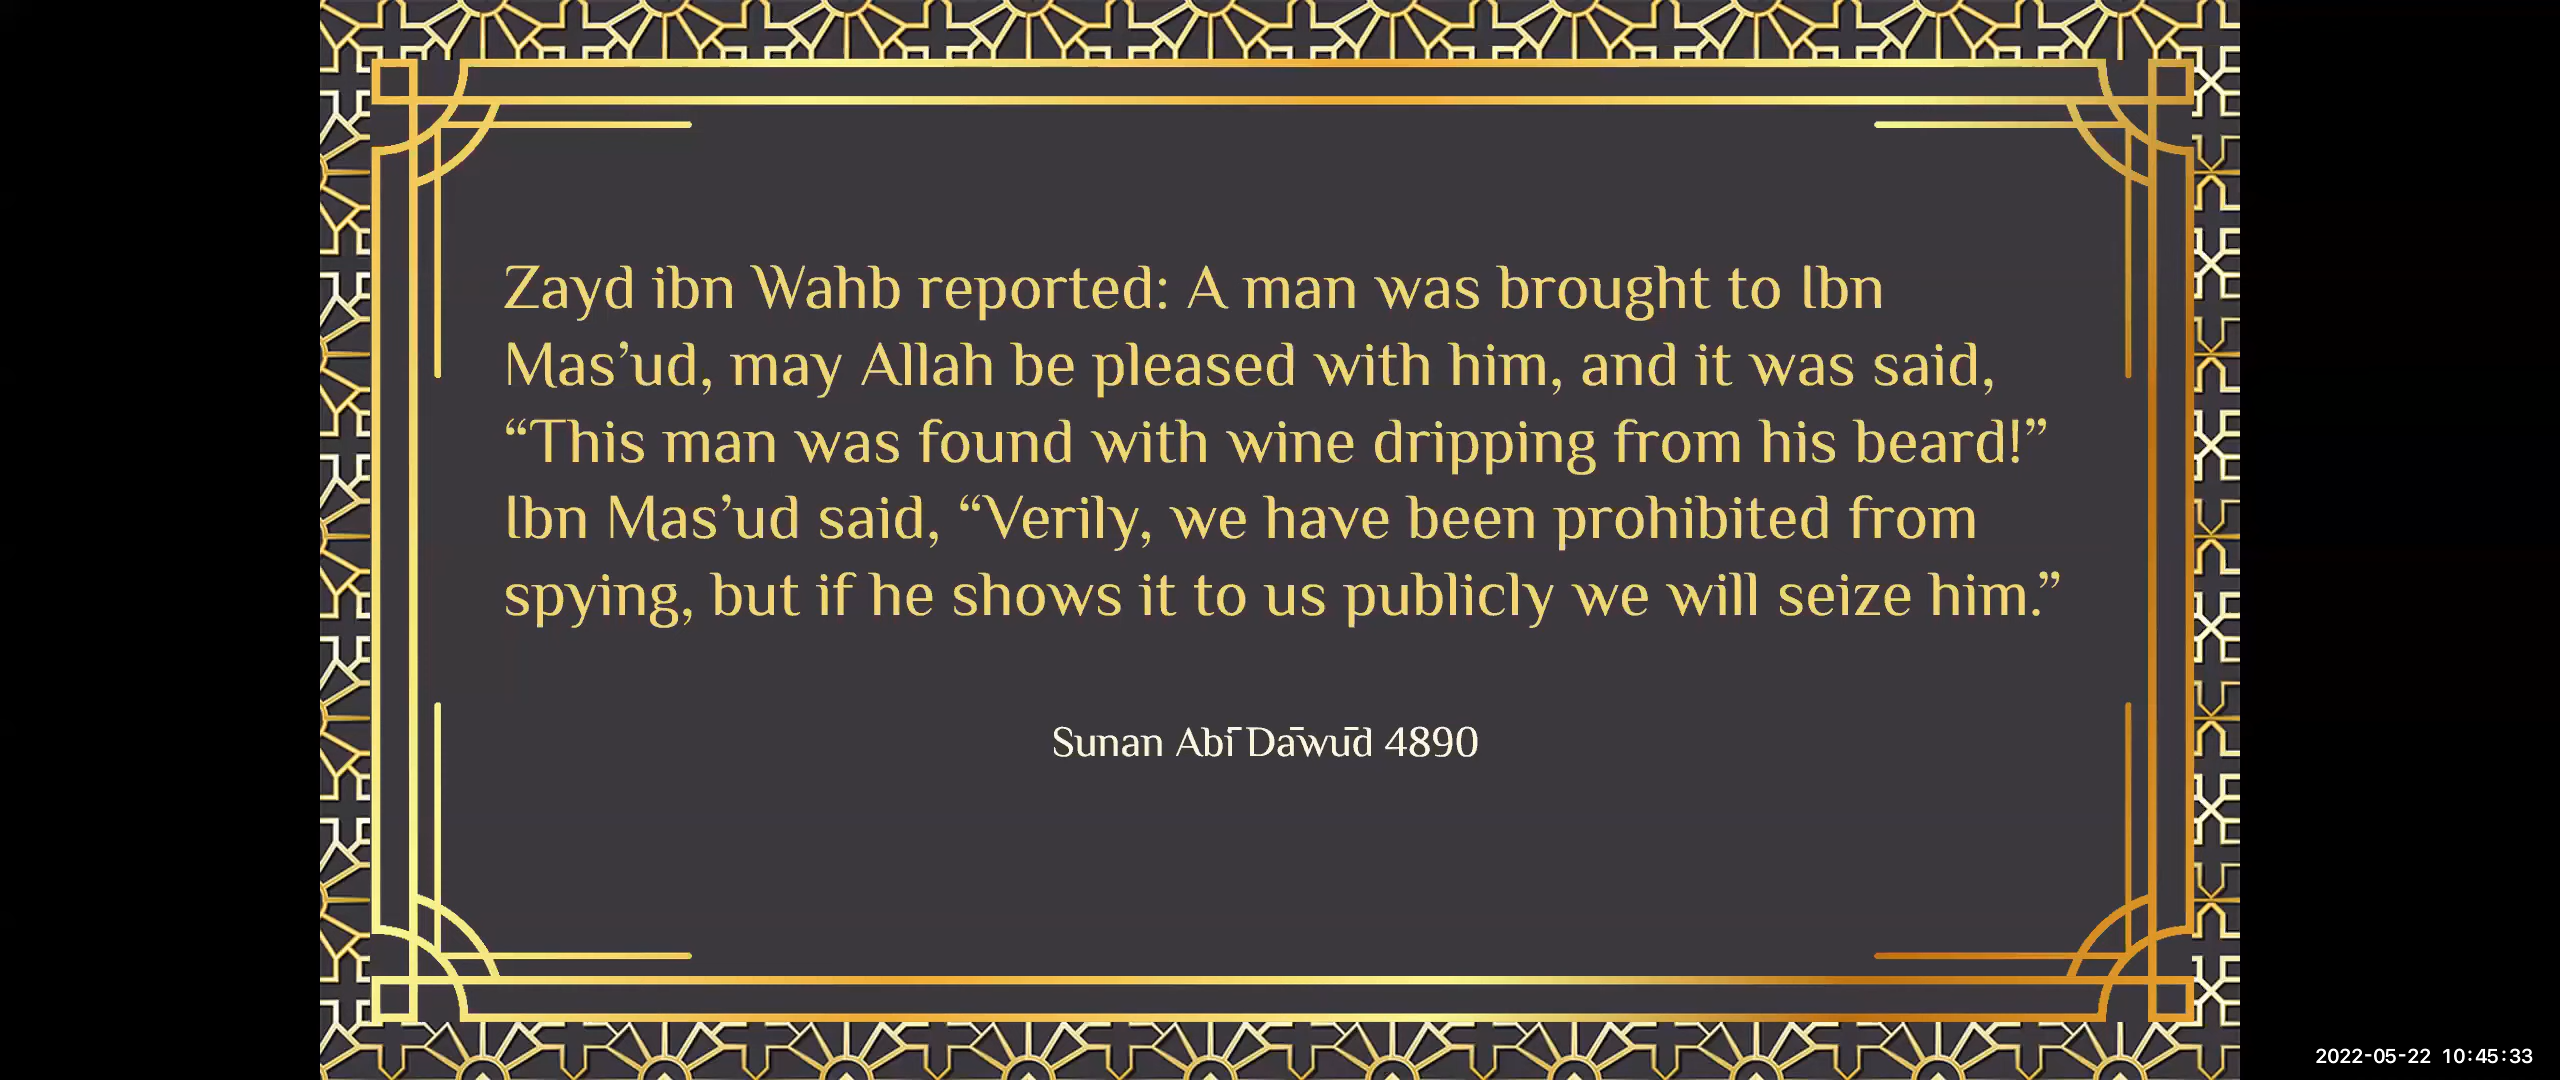 Zayd ibn Wahb reported: A man was brought to Ibn
Mas’ud, may Allah be pleased with him, and it was said,
“This man was found with wine dripping from his beard!”
Ibn Mas’ud said, “Verily, we have been prohibited from
spying, but if he shows it to us publicly we will seize him.”
Sunan Abī Dāwūd 4890
2022-05-22 10:45:33